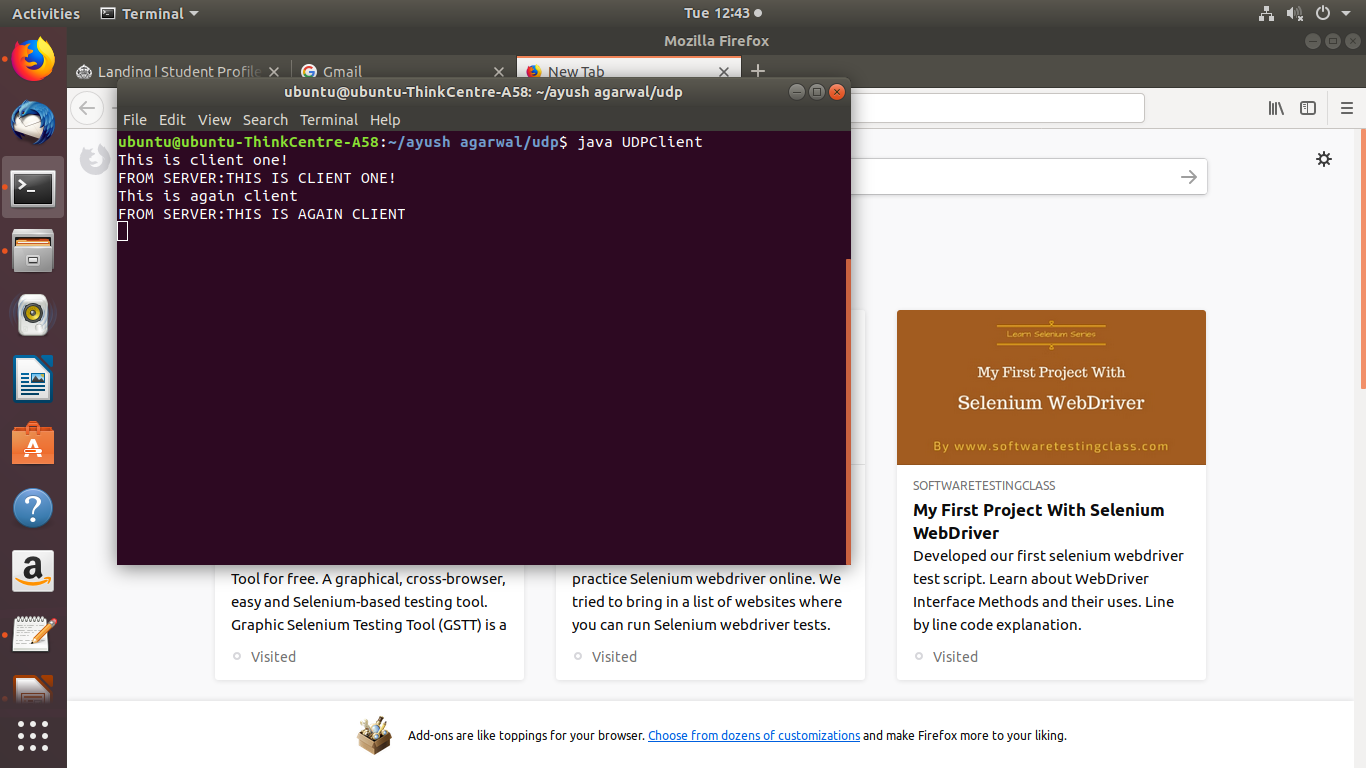 Activities
Terminal
Tue 12:43
Mozilla Firefox
Landing | Student Profile
Gmail
New Tab
ubuntu@ubuntu-ThinkCentre-A58: ~/ayush agarwal/udp
File Edit View Search Terminal Help
ubuntu@ubuntu-ThinkCentre-A58:~/ayush agarwal/udp$ java UDPClient
This is client one!
FROM SERVER:THIS IS CLIENT ONE!
This is again client
FROM SERVER:THIS IS AGAIN CLIENT
Learn Selenium Series
My First Project With
Selenium WebDriver
By www.softwaretestingclass.com
SOFTWARETESTINGCLASS
My First Project With Selenium
WebDriver
Developed our first selenium webdriver
test script. Learn about WebDriver
Interface Methods and their uses. Line
by line code explanation.
Visited
Tool for free. A graphical, cross-browser,
easy and Selenium-based testing tool.
Graphic Selenium Testing Tool (GSTT) is a
Visited
practice Selenium webdriver online. We
tried to bring in a list of websites where
you can run Selenium webdriver tests.
Visited
Add-ons are like toppings for your browser. Choose from dozens of customizations and make Firefox more to your liking.